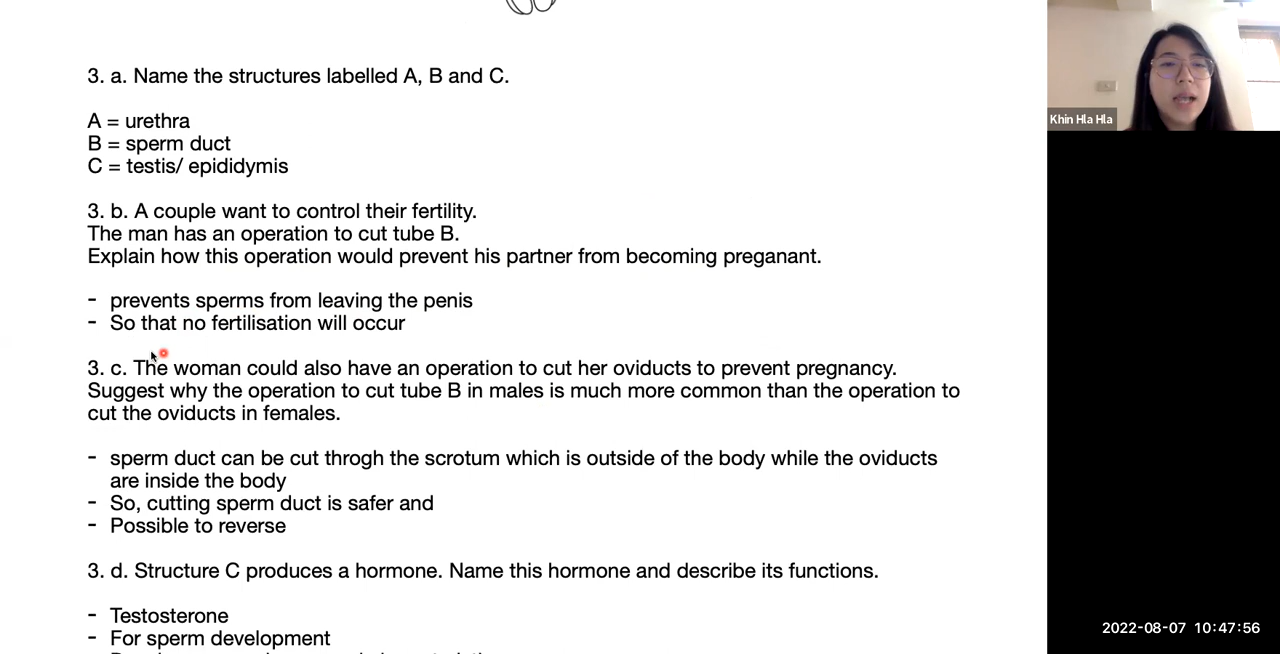 3. a. Name the structures labelled A, B and C.
A = urethra
B = sperm duct
C = testis/ epididymis
3. b. A couple want to control their fertility.
The man has an operation to cut tube B.
Explain how this operation would prevent his partner from becoming preganant.
- prevents sperms from leaving the penis
- So that no fertilisation will occur
3. c. The woman could also have an operation to cut her oviducts to prevent pregnancy.
Suggest why the operation to cut tube B in males is much more common than the operation to
cut the oviducts in females.
- sperm duct can be cut throgh the scrotum which is outside of the body while the oviducts
are inside the body
- So, cutting sperm duct is safer and
- Possible to reverse
3. d. Structure C produces a hormone. Name this hormone and describe its functions.
- Testosterone
- For sperm development
Khin Hla Hla
2022-08-07 10:47:56